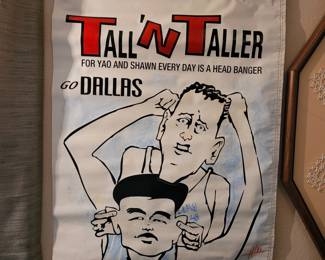 TALL 'N TALLER
FOR YAO AND SHAWN EVERY DAY IS A HEAD BANGER
GO DALLAS